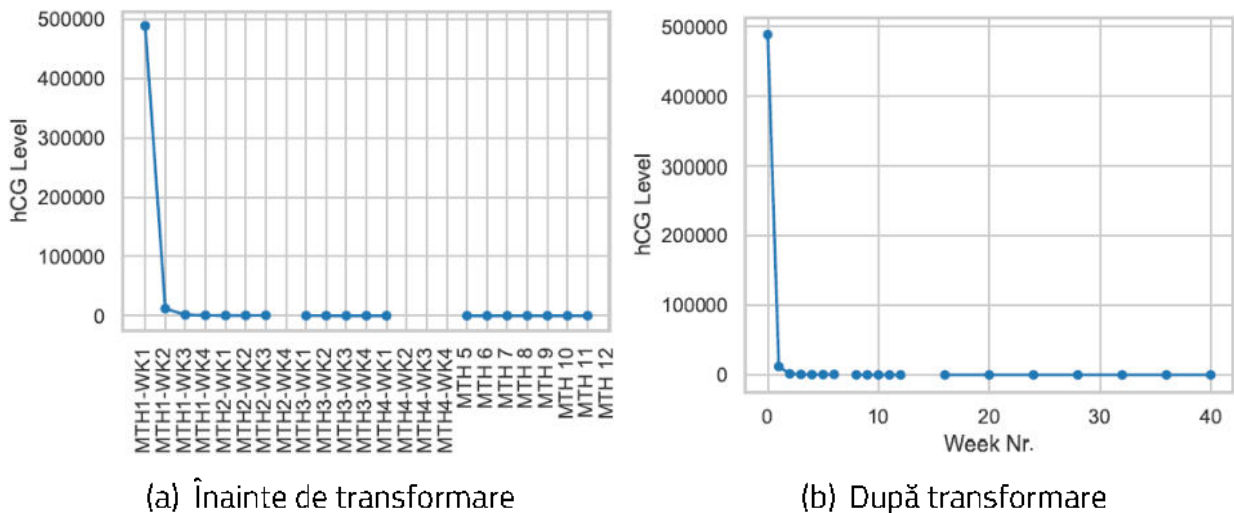 500000
400000
300000
200000
100000
0
hCG Level
MTH1-WK1
MTH1-WK2
MTH1-WK3
MTH1-WK4
MTH2-WK1
MTH2-WK2
MTH2-WK3
MTH2-WK4
MTH3-WK1
MTH3-WK2
MTH3-WK3
MTH3-WK4
MTH4-WK1
MTH4-WK2
MTH4-WK3
MTH4-WK4
MTH 5
MTH 6
MTH 7
MTH 8
MTH 9
MTH 10
MTH 11
MTH 12
(a) Înainte de transformare
500000
400000
300000
200000
100000
0
hCG Level
0 10 20 30 40
Week Nr.
(b) După transformare